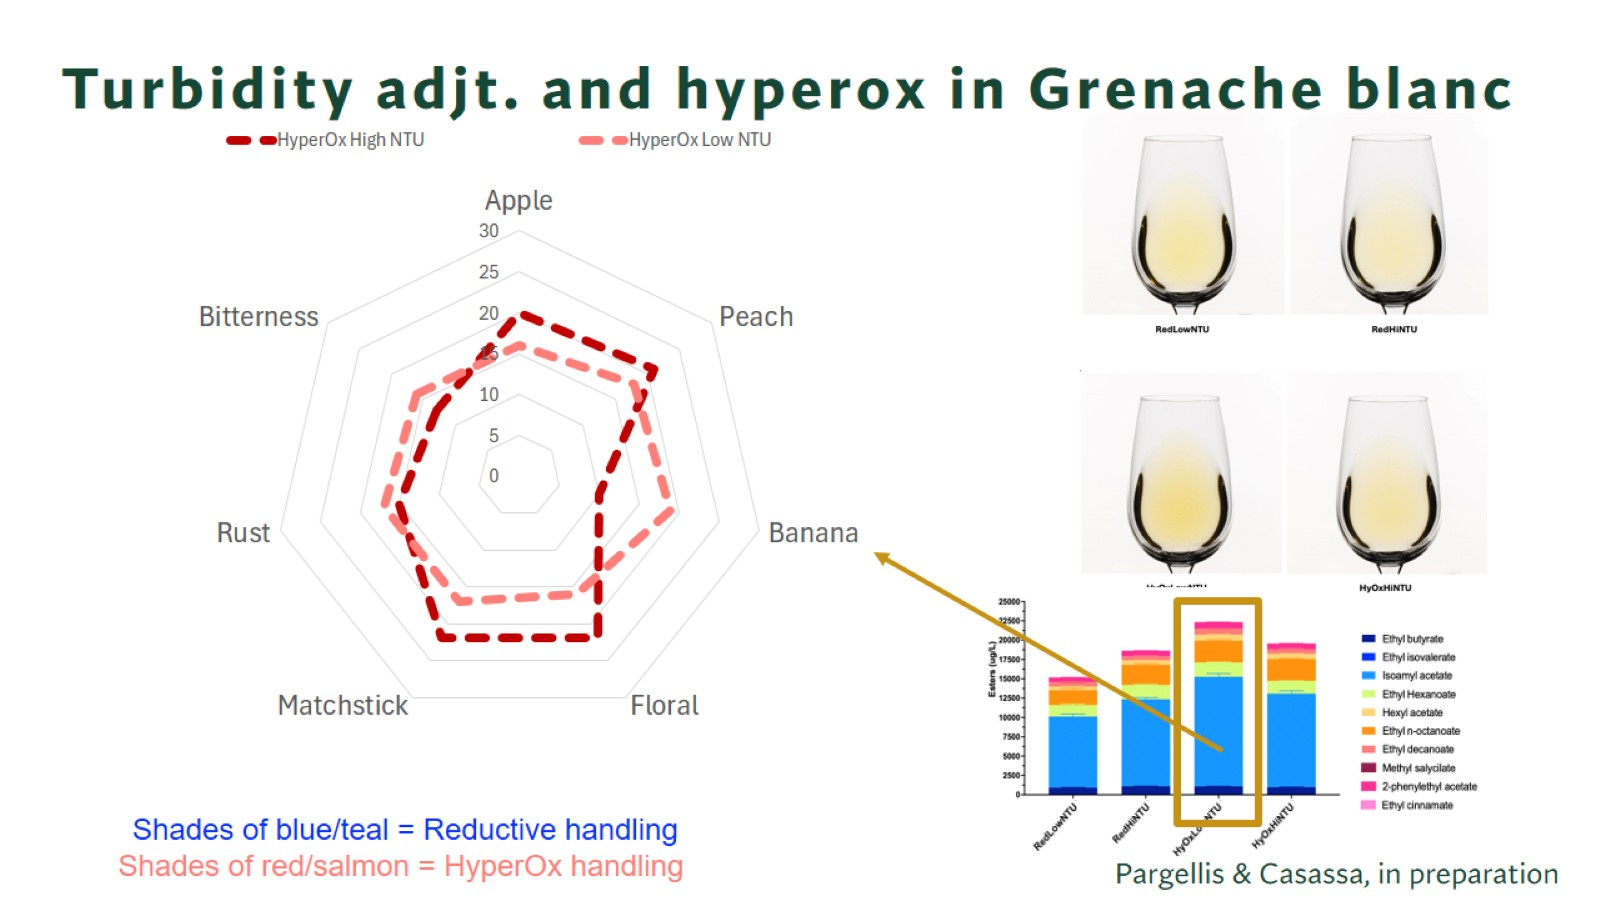 Turbidity adjt. and hyperox in Grenache blanc
HyperOx High NTU
HyperOx Low NTU
Apple
30
25
20
15
10
5
0
Peach
Banana
Floral
Matchstick
Rust
Bitterness
RedLowNTU
RedHiNTU
HyOxLowNTU
HyOxHiNTU
Esters (ug/L)
25000
22500
20000
17500
15000
12500
10000
7500
5000
2500
0
RedLowNTU
RedHiNTU
HyOxLowNTU
HyOxHiNTU
Ethyl butyrate
Ethyl isovalerate
Isoamyl acetate
Ethyl Hexanoate
Hexyl acetate
Ethyl n-octanoate
Ethyl decanoate
Methyl salycilate
2-phenylethyl acetate
Ethyl cinnamate
Shades of blue/teal = Reductive handling
Shades of red/salmon = HyperOx handling
Pargellis & Casassa, in preparation